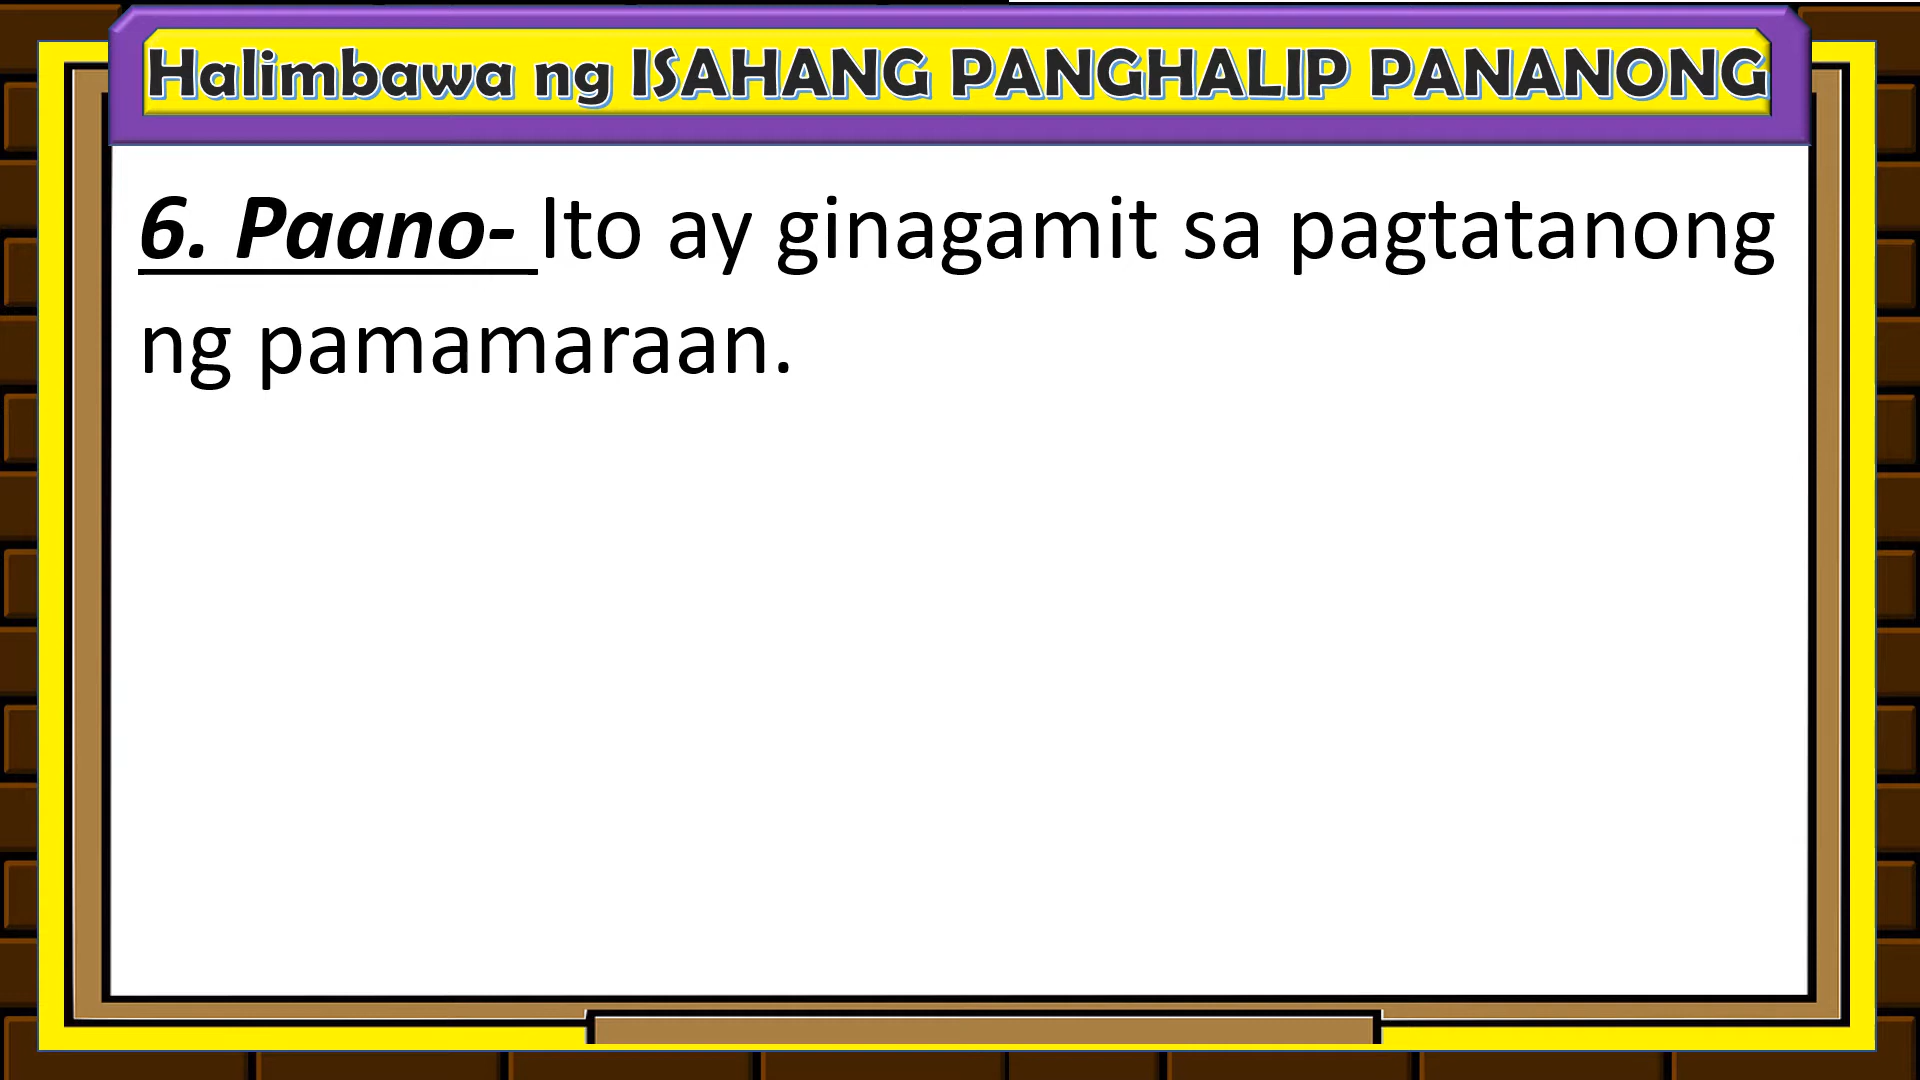 Halimbawa ng ISAHANG PANGHALIP PANANONG
6. Paano- Ito ay ginagamit sa pagtatanong
ng pamamaraan.